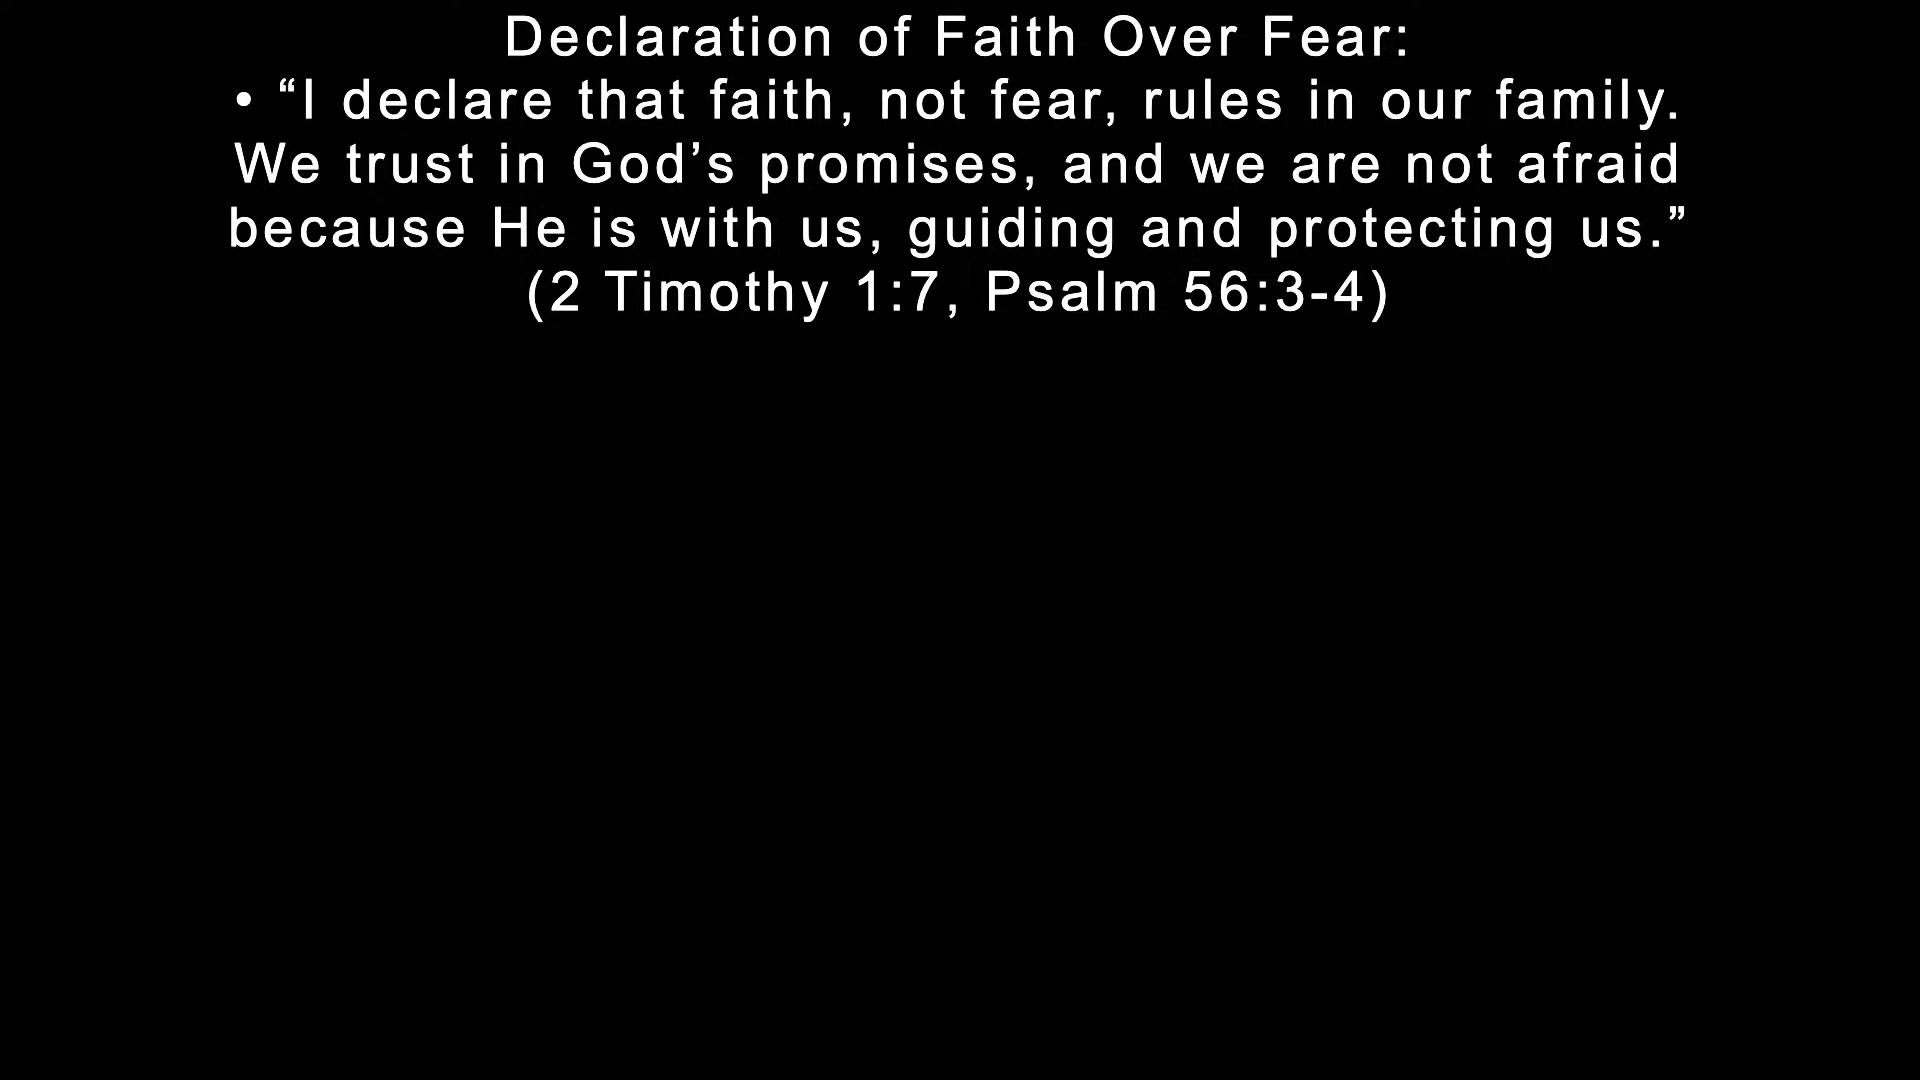 Declaration of Faith Over Fear:
• “I declare that faith, not fear, rules in our family.
We trust in God’s promises, and we are not afraid
because He is with us, guiding and protecting us.”
(2 Timothy 1:7, Psalm 56:3-4)